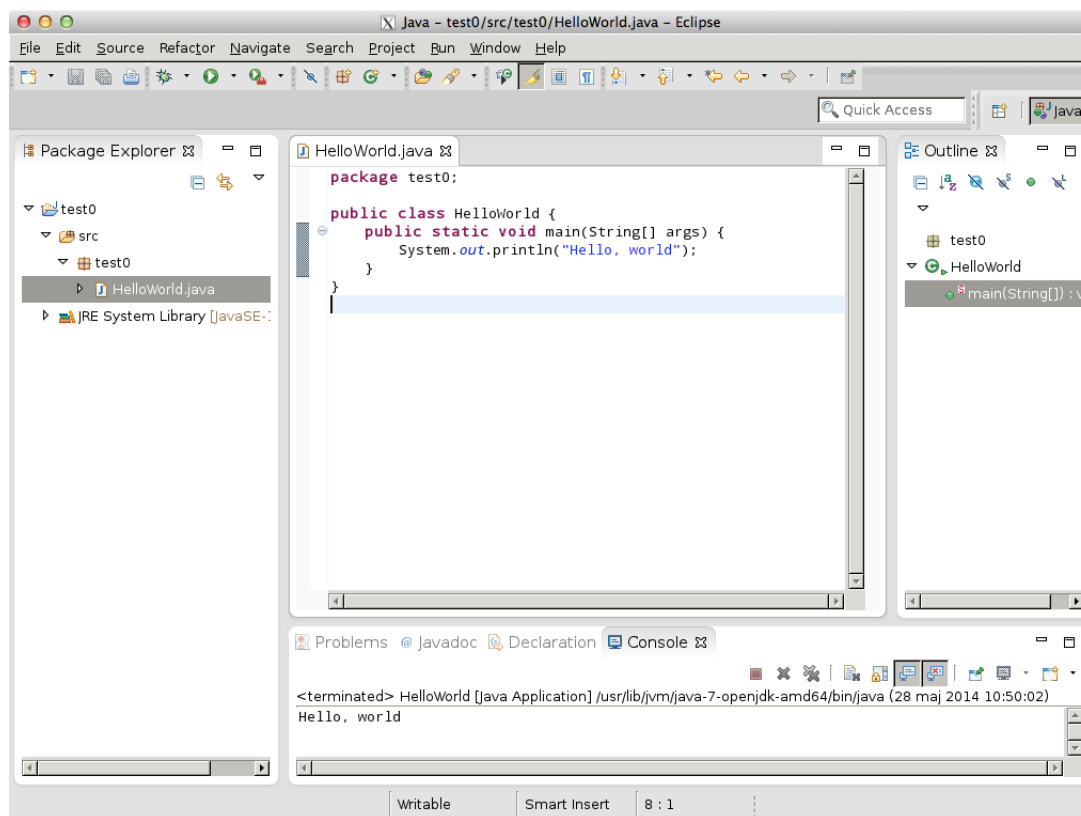 Java – test0/src/test0/HelloWorld.java – Eclipse
File Edit Source Refactor Navigate Search Project Run Window Help
Quick Access
Java
Package Explorer
test0
src
test0
HelloWorld.java
JRE System Library [JavaSE-1
HelloWorld.java
package test0;
public class HelloWorld {
public static void main(String[] args) {
System.out.println("Hello, world");
}
}
Outline
test0
HelloWorld
main(String[]) : v
Problems @ Javadoc Declaration Console
<terminated> HelloWorld [Java Application] /usr/lib/jvm/java-7-openjdk-amd64/bin/java (28 maj 2014 10:50:02)
Hello, world
Writable Smart Insert 8 : 1